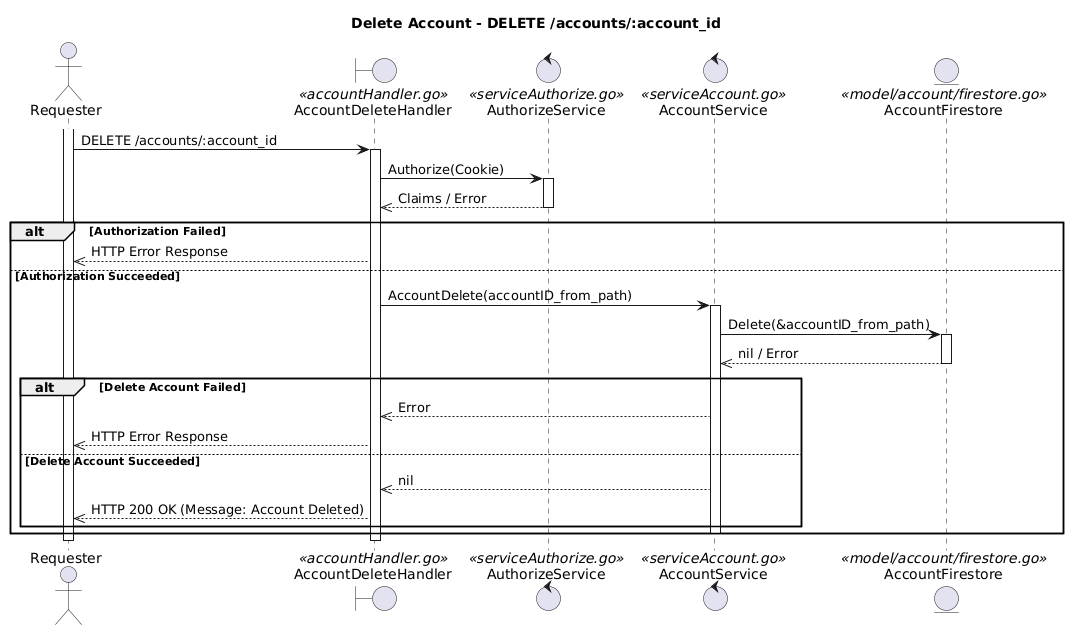 Delete Account - DELETE /accounts/:account_id
Requester
«accountHandler.go»
AccountDeleteHandler
«serviceAuthorize.go»
AuthorizeService
«serviceAccount.go»
AccountService
«model/account/firestore.go»
AccountFirestore
DELETE /accounts/:account_id
Authorize(Cookie)
Claims / Error
alt [Authorization Failed]
HTTP Error Response
[Authorization Succeeded]
AccountDelete(accountID_from_path)
Delete(&accountID_from_path)
nil / Error
alt [Delete Account Failed]
Error
HTTP Error Response
[Delete Account Succeeded]
nil
HTTP 200 OK (Message: Account Deleted)
Requester
«accountHandler.go»
AccountDeleteHandler
«serviceAuthorize.go»
AuthorizeService
«serviceAccount.go»
AccountService
«model/account/firestore.go»
AccountFirestore